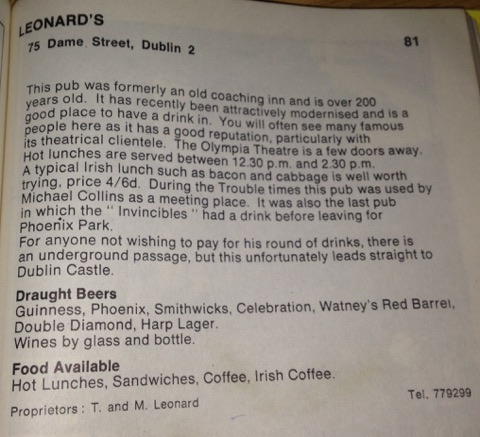 LEONARD'S
75 Dame Street, Dublin 2
81
This pub was formerly an old coaching inn and is over 200
years old. It has recently been attractively modernised and is a
good place to have a drink in. You will often see many famous
people here as it has a good reputation, particularly with
its theatrical clientele. The Olympia Theatre is a few doors away.
Hot lunches are served between 12.30 p.m. and 2.30 p.m.
A typical Irish lunch such as bacon and cabbage is well worth
trying, price 4/6d. During the Trouble times this pub was used by
Michael Collins as a meeting place. It was also the last pub
in which the " Invincibles " had a drink before leaving for
Phoenix Park.
For anyone not wishing to pay for his round of drinks, there is
an underground passage, but this unfortunately leads straight to
Dublin Castle.
Draught Beers
Guinness, Phoenix, Smithwicks, Celebration, Watney's Red Barrel,
Double Diamond, Harp Lager.
Wines by glass and bottle.
Food Available
Hot Lunches, Sandwiches, Coffee, Irish Coffee.
Proprietors : T. and M. Leonard
Tel. 779299